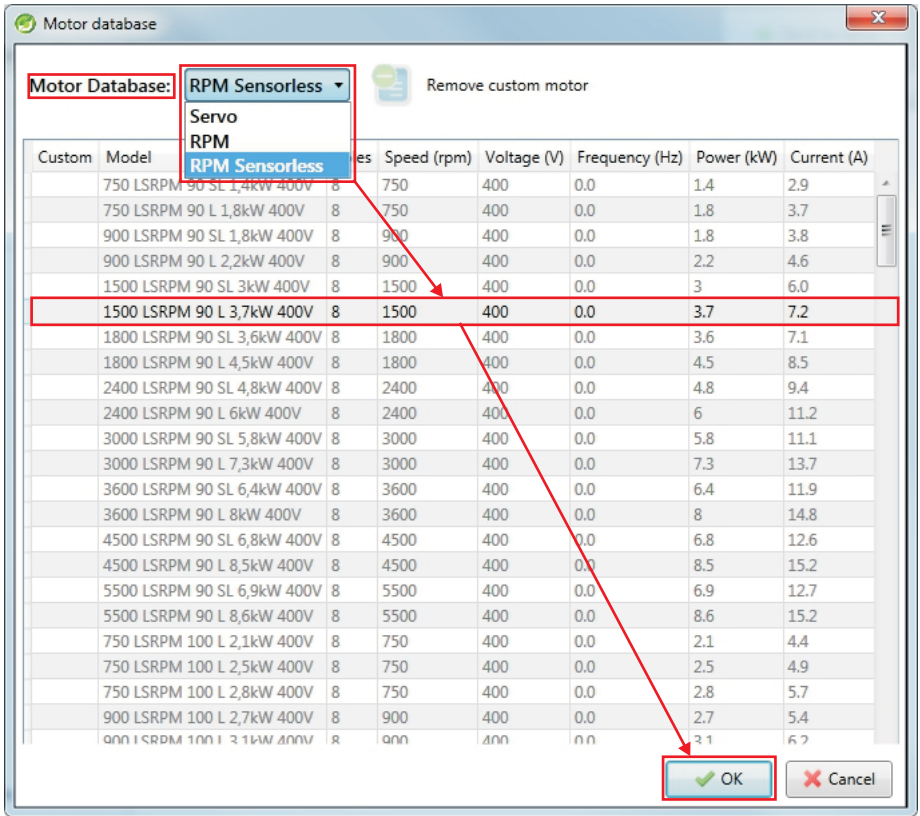 Motor database
Motor Database: RPM Sensorless Remove custom motor
Servo
RPM
RPM Sensorless
Custom Model les Speed (rpm) Voltage (V) Frequency (Hz) Power (kW) Current (A)
750 LSRPM 90 SL 1,4kW 400V 8 750 400 0.0 1.4 2.9
750 LSRPM 90 L 1,8kW 400V 8 750 400 0.0 1.8 3.7
900 LSRPM 90 SL 1,8kW 400V 8 900 400 0.0 1.8 3.8
900 LSRPM 90 L 2,2kW 400V 8 900 400 0.0 2.2 4.6
1500 LSRPM 90 SL 3kW 400V 8 1500 400 0.0 3 6.0
1500 LSRPM 90 L 3,7kW 400V 8 1500 400 0.0 3.7 7.2
1800 LSRPM 90 SL 3,6kW 400V 8 1800 400 0.0 3.6 7.1
1800 LSRPM 90 L 4,5kW 400V 8 1800 400 0.0 4.5 8.5
2400 LSRPM 90 SL 4,8kW 400V 8 2400 400 0.0 4.8 9.4
2400 LSRPM 90 L 6kW 400V 8 2400 400 0.0 6 11.2
3000 LSRPM 90 SL 5,8kW 400V 8 3000 400 0.0 5.8 11.1
3000 LSRPM 90 L 7,3kW 400V 8 3000 400 0.0 7.3 13.7
3600 LSRPM 90 SL 6,4kW 400V 8 3600 400 0.0 6.4 11.9
3600 LSRPM 90 L 8kW 400V 8 3600 400 0.0 8 14.8
4500 LSRPM 90 SL 6,8kW 400V 8 4500 400 0.0 6.8 12.6
4500 LSRPM 90 L 8,5kW 400V 8 4500 400 0.0 8.5 15.2
5500 LSRPM 90 SL 6,9kW 400V 8 5500 400 0.0 6.9 12.7
5500 LSRPM 90 L 8,6kW 400V 8 5500 400 0.0 8.6 15.2
750 LSRPM 100 L 2,1kW 400V 8 750 400 0.0 2.1 4.4
750 LSRPM 100 L 2,5kW 400V 8 750 400 0.0 2.5 4.9
750 LSRPM 100 L 2,8kW 400V 8 750 400 0.0 2.8 5.7
900 LSRPM 100 L 2,7kW 400V 8 900 400 0.0 2.7 5.4
900 LSRPM 100 L 3,1kW 400V 8 900 400 0.0 3.1 6.2
OK Cancel